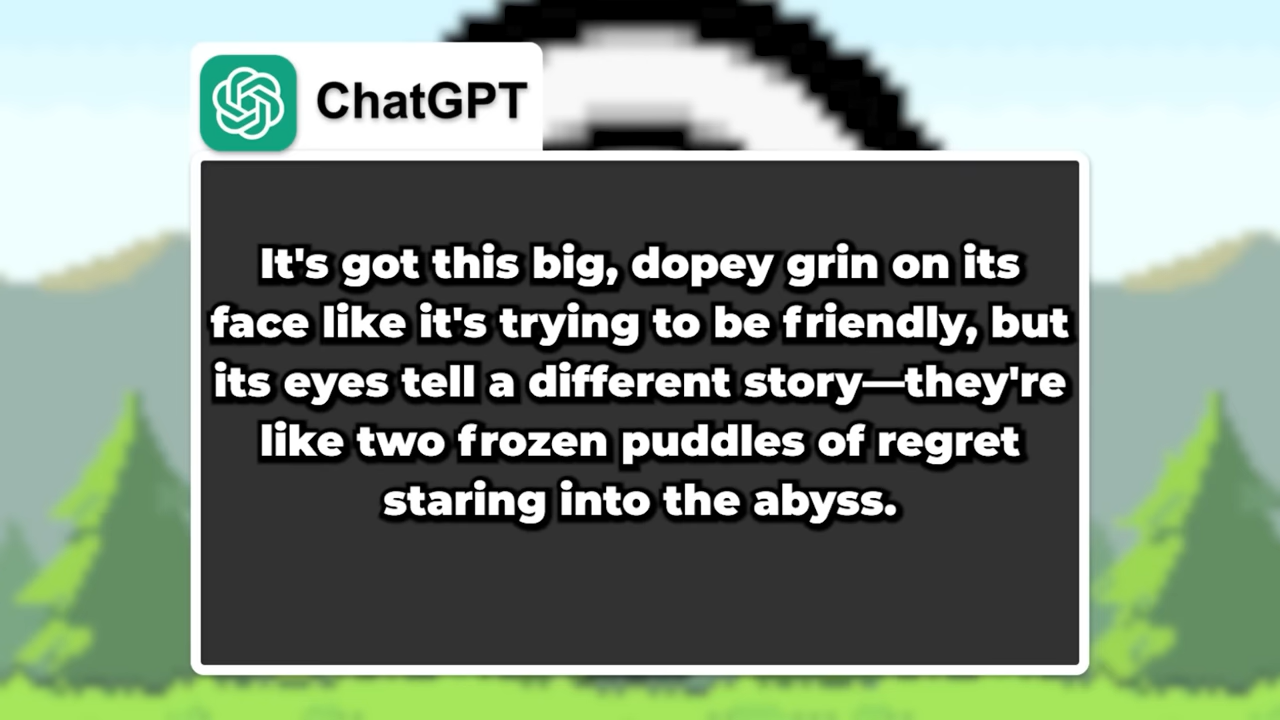 ChatGPT
It's got this big, dopey grin on its
face like it's trying to be friendly, but
its eyes tell a different story—they're
like two frozen puddles of regret
staring into the abyss.